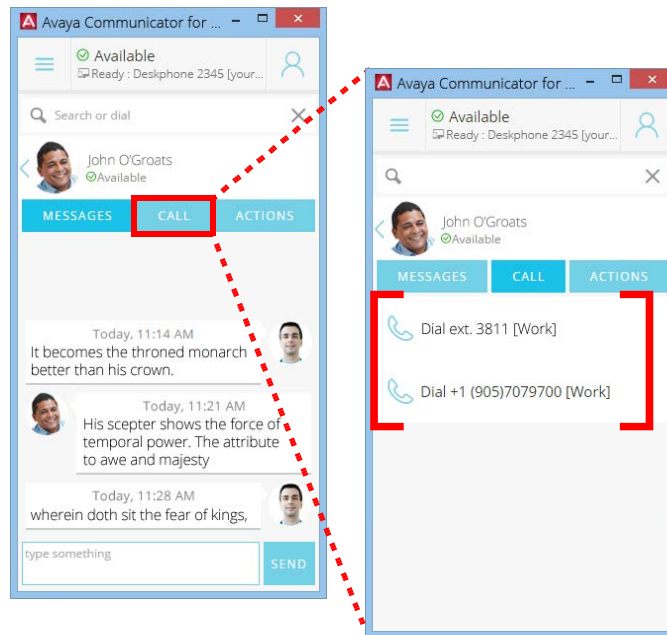 Avaya Communicator for ...
Available
Ready : Deskphone 2345 [your...
Search or dial
John O'Groats
Available
MESSAGES CALL ACTIONS
Today, 11:14 AM
It becomes the throned monarch
better than his crown.
Today, 11:21 AM
His scepter shows the force of
temporal power. The attribute
to awe and majesty
Today, 11:28 AM
wherein doth sit the fear of kings,
type something
SEND
Avaya Communicator for ...
Available
Ready : Deskphone 2345 [your...
John O'Groats
Available
MESSAGES CALL ACTIONS
Dial ext. 3811 [Work]
Dial +1 (905)7079700 [Work]